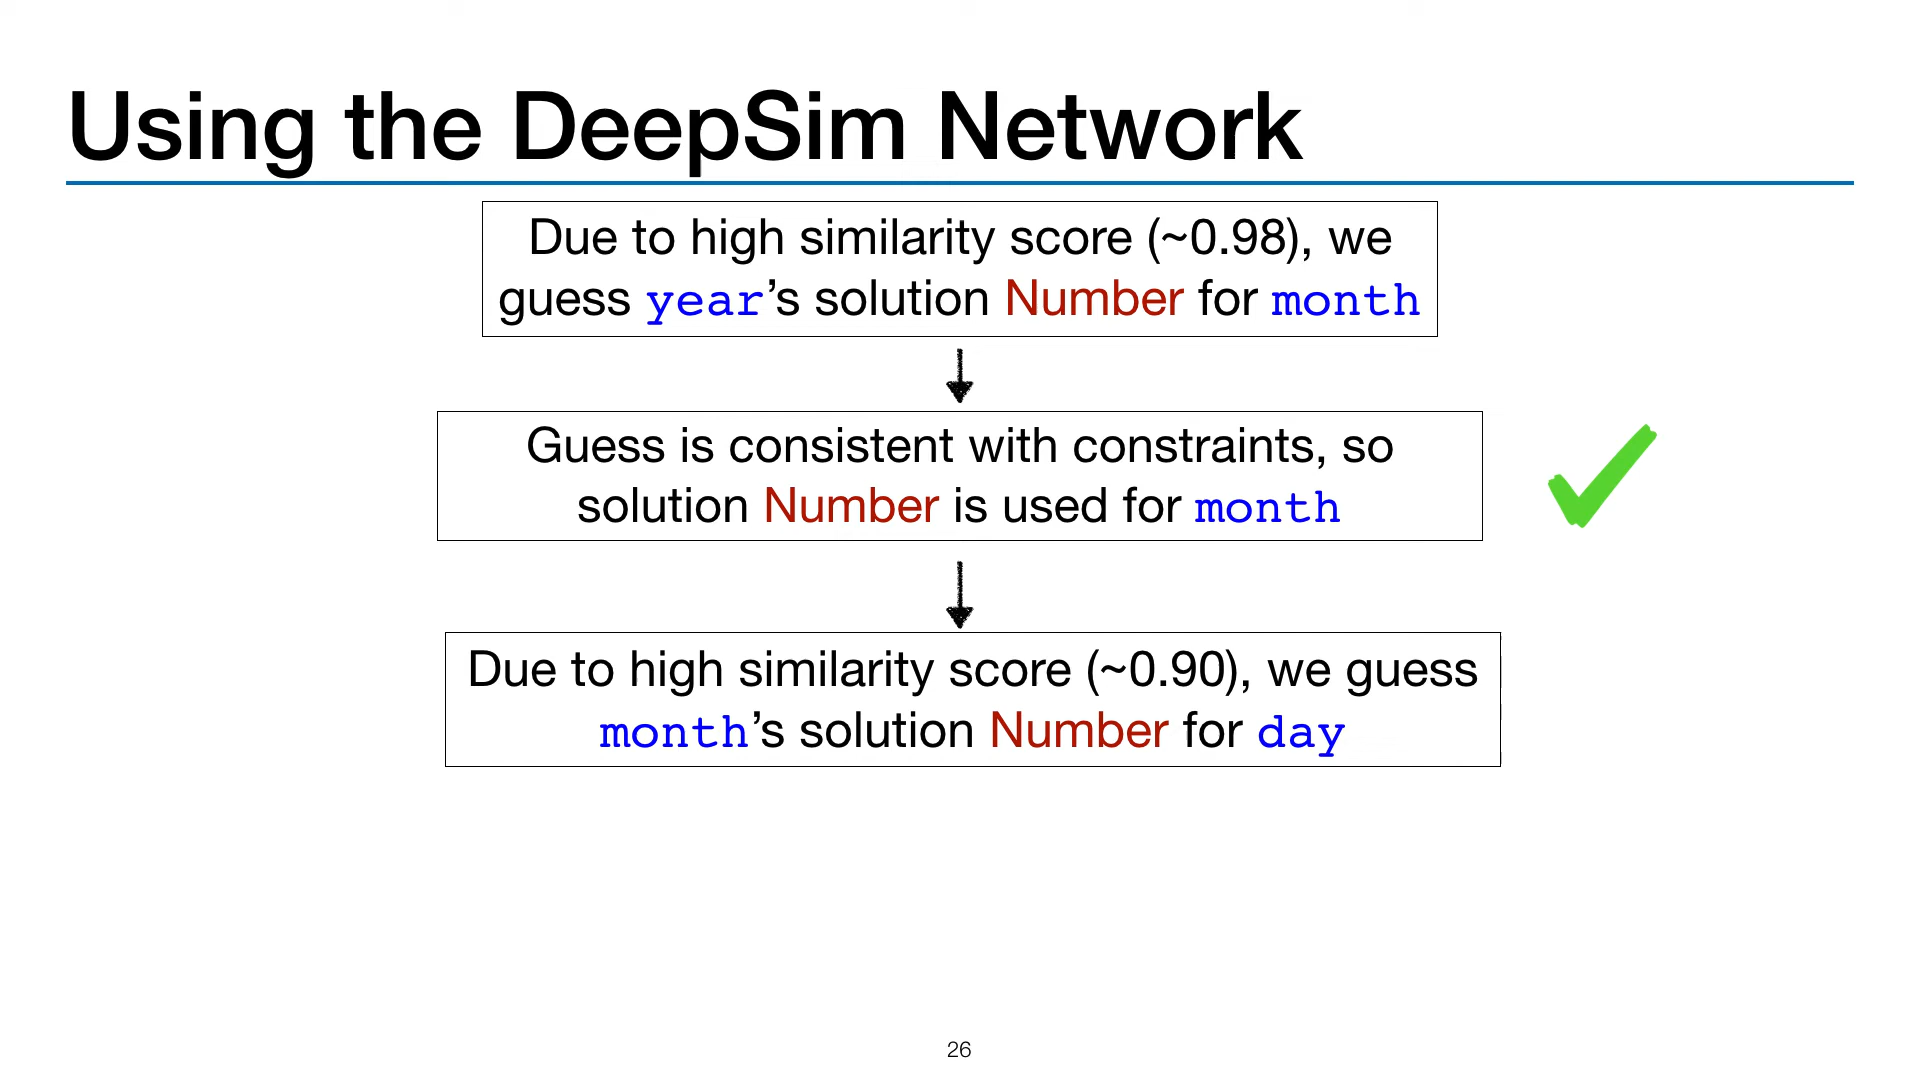 Using the DeepSim Network
Due to high similarity score (~0.98), we
guess year’s solution Number for month
Guess is consistent with constraints, so
solution Number is used for month
Due to high similarity score (~0.90), we guess
month’s solution Number for day
26